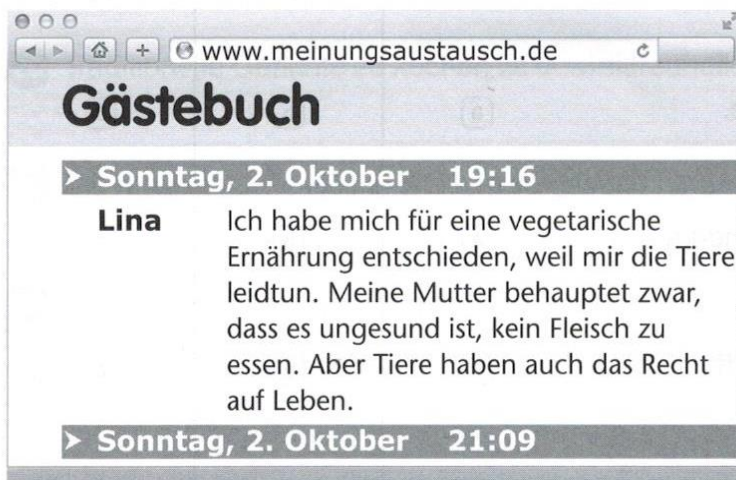 www.meinungsaustausch.de
Gästebuch
Sonntag, 2. Oktober 19:16
Lina Ich habe mich für eine vegetarische
Ernährung entschieden, weil mir die Tiere
leidtun. Meine Mutter behauptet zwar,
dass es ungesund ist, kein Fleisch zu
essen. Aber Tiere haben auch das Recht
auf Leben.
Sonntag, 2. Oktober 21:09